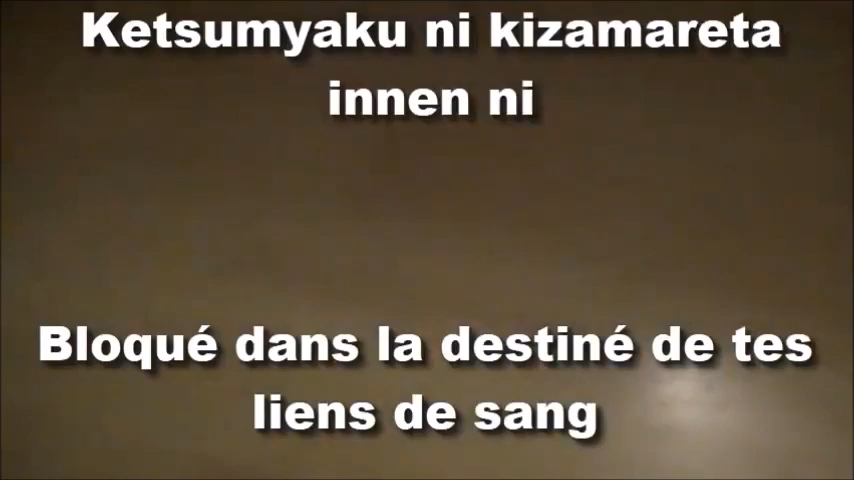 Ketsumyaku ni kizamareta
innen ni
Bloqué dans la destiné de tes
liens de sang